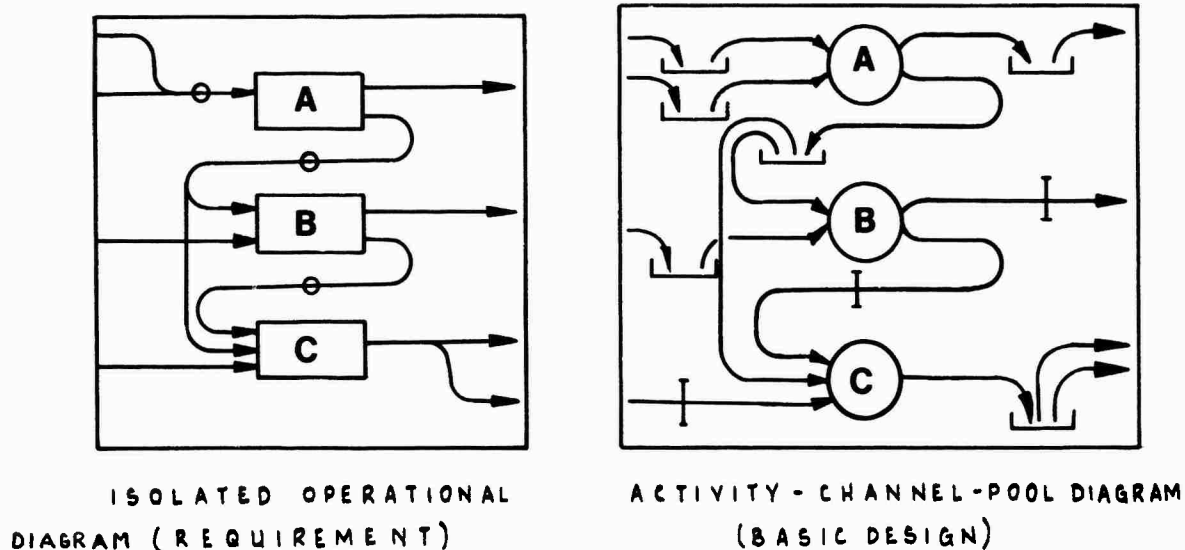 A
B
C
A
B
C
ISOLATED OPERATIONAL
DIAGRAM (REQUIREMENT)
ACTIVITY-CHANNEL-POOL DIAGRAM
(BASIC DESIGN)